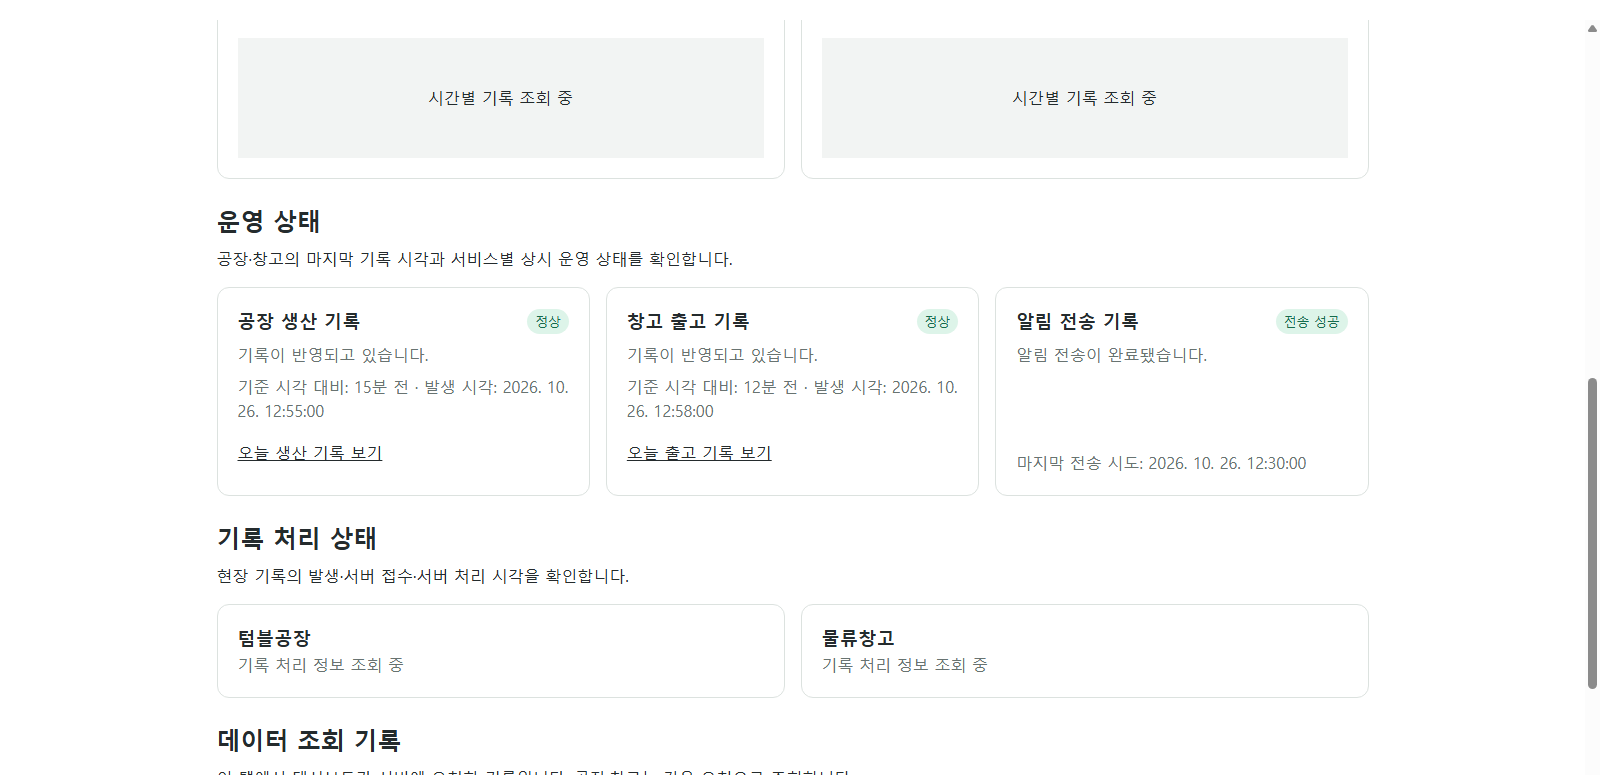 시간별 기록 조회 중
시간별 기록 조회 중
운영 상태
공장·창고의 마지막 기록 시각과 서비스별 상시 운영 상태를 확인합니다.
공장 생산 기록
정상
기록이 반영되고 있습니다.
기준 시각 대비: 15분 전 · 발생 시각: 2026. 10.
26. 12:55:00
오늘 생산 기록 보기
창고 출고 기록
정상
기록이 반영되고 있습니다.
기준 시각 대비: 12분 전 · 발생 시각: 2026. 10.
26. 12:58:00
오늘 출고 기록 보기
알림 전송 기록
전송 성공
알림 전송이 완료됐습니다.
마지막 전송 시도: 2026. 10. 26. 12:30:00
기록 처리 상태
현장 기록의 발생·서버 접수·서버 처리 시각을 확인합니다.
텀블공장
기록 처리 정보 조회 중
물류창고
기록 처리 정보 조회 중
데이터 조회 기록